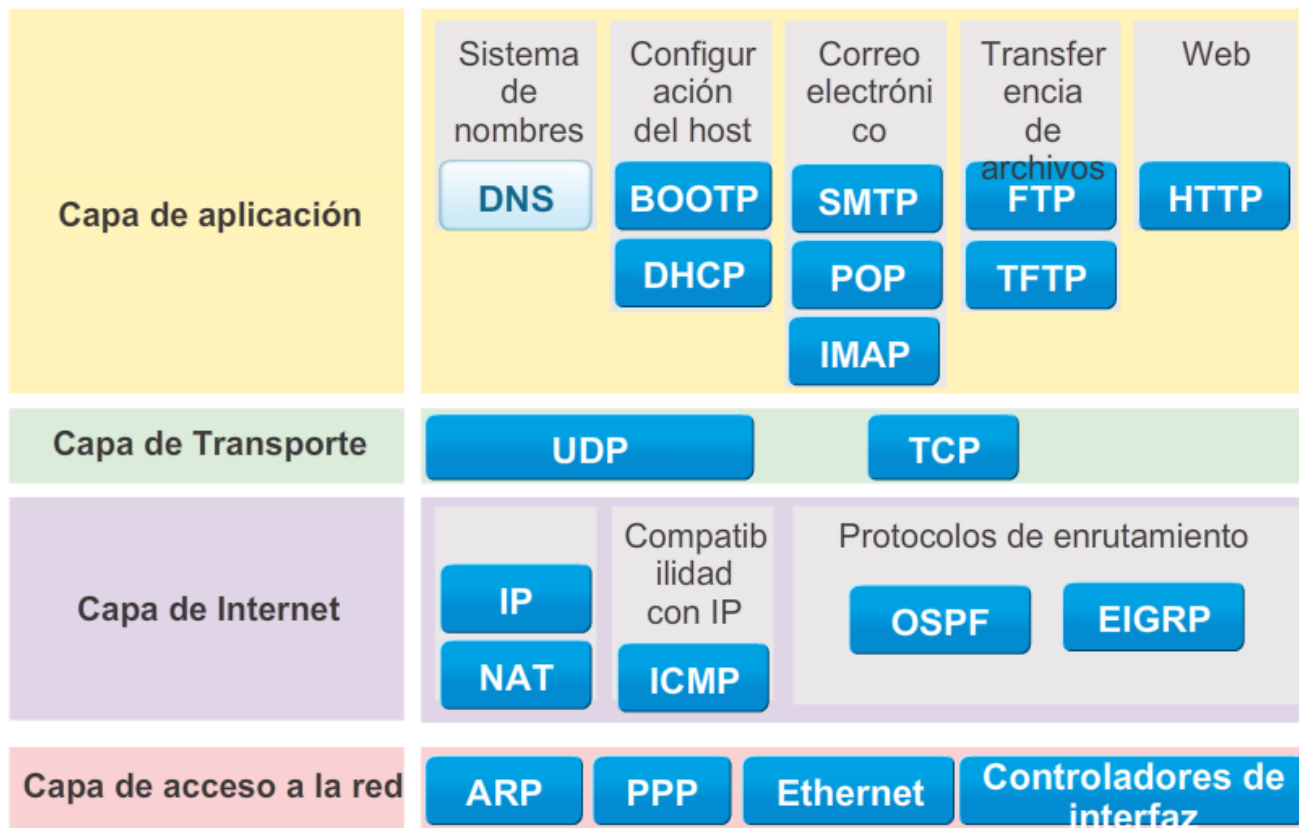 Capa de aplicación
Sistema
de
nombres
DNS
Configur
ación
del host
BOOTP
DHCP
Correo
electróni
co
SMTP
POP
IMAP
Transfer
encia
de
archivos
FTP
TFTP
Web
HTTP
Capa de Transporte
UDP
TCP
Capa de Internet
IP
NAT
Compatib
ilidad
con IP
ICMP
Protocolos de enrutamiento
OSPF
EIGRP
Capa de acceso a la red
ARP
PPP
Ethernet
Controladores de
interfaz